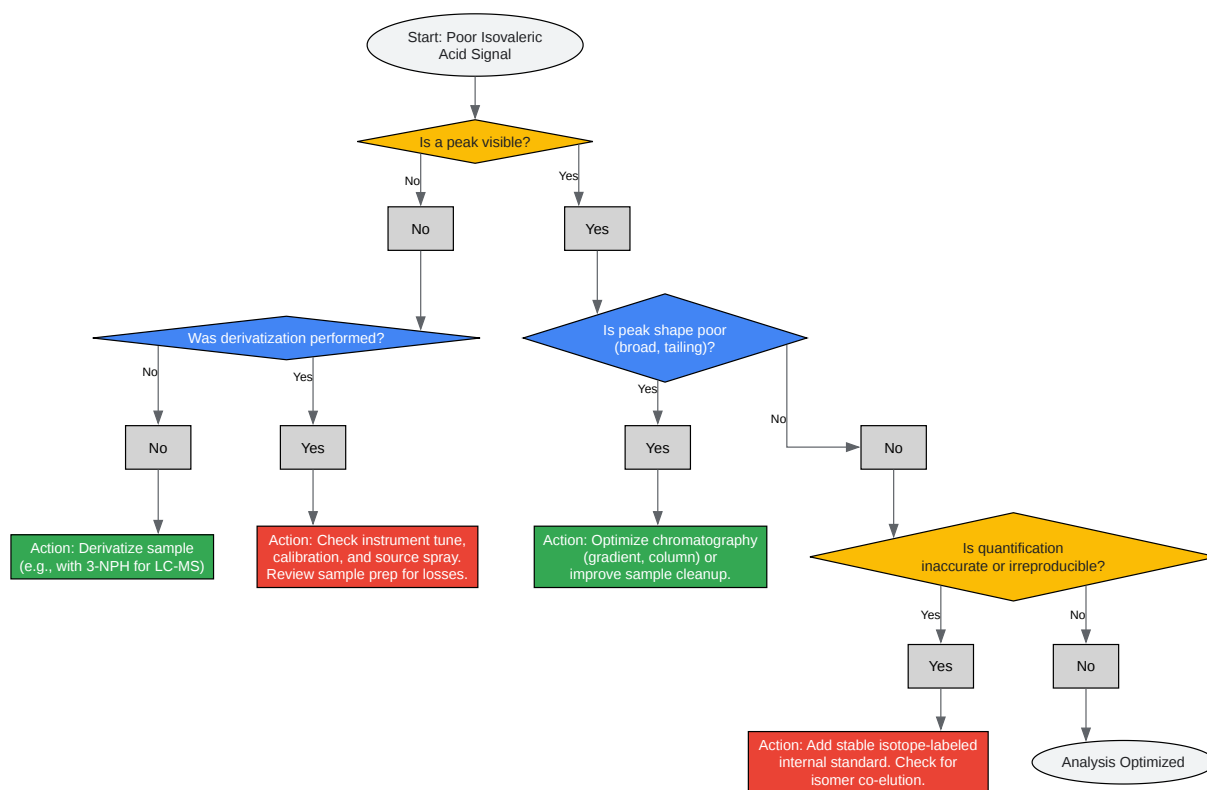 Start: Poor Isovaleric
Acid Signal
Is a peak visible?
No
Yes
No
Yes
Was derivatization performed?
Is peak shape poor
(broad, tailing)?
No
Yes
Yes
No
No
Yes
Yes
No
Action: Derivatize sample
(e.g., with 3-NPH for LC-MS)
Action: Check instrument tune,
calibration, and source spray.
Review sample prep for losses.
Action: Optimize chromatography
(gradient, column) or
improve sample cleanup.
Is quantification
inaccurate or irreproducible?
Yes
No
Yes
No
Action: Add stable isotope-labeled
internal standard. Check for
isomer co-elution.
Analysis Optimized